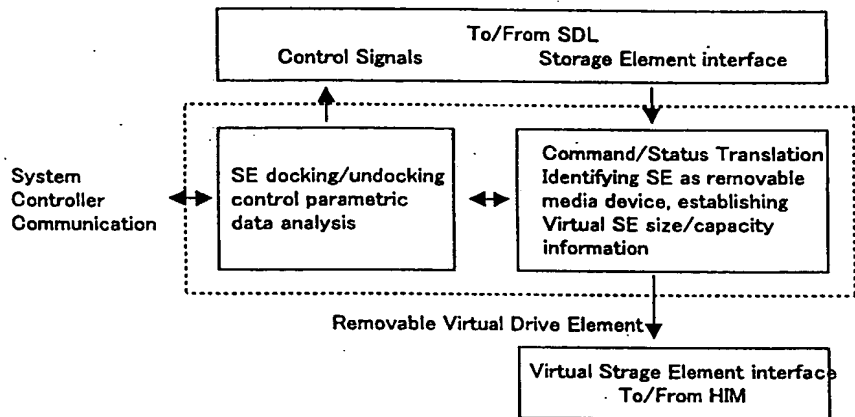 To/From SDL
Control Signals Storage Element interface
System
Controller
Communication
SE docking/undocking
control parametric
data analysis
Command/Status Translation
Identifying SE as removable
media device, establishing
Virtual SE size/capacity
information
Removable Virtual Drive Element
Virtual Strage Element interface
To/From HIM